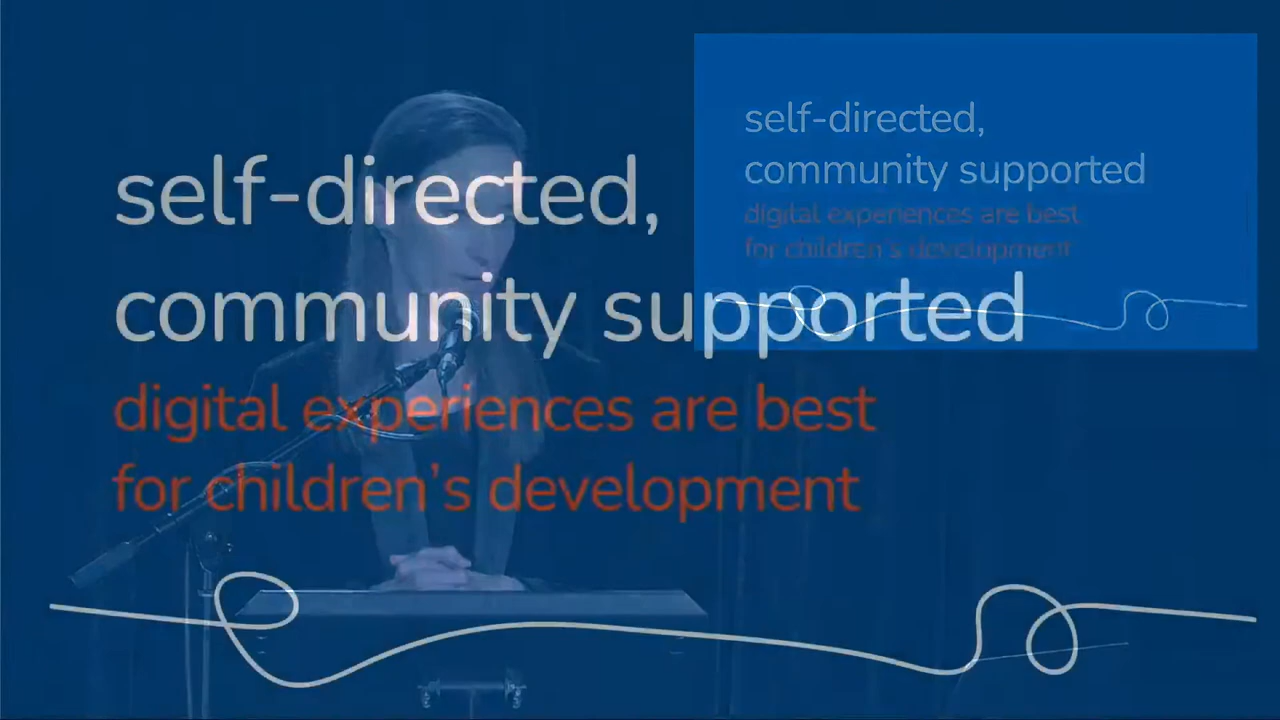 self-directed,
community supported
digital experiences are best
for children's development
self-directed,
community supported
digital experiences are best
for children's development